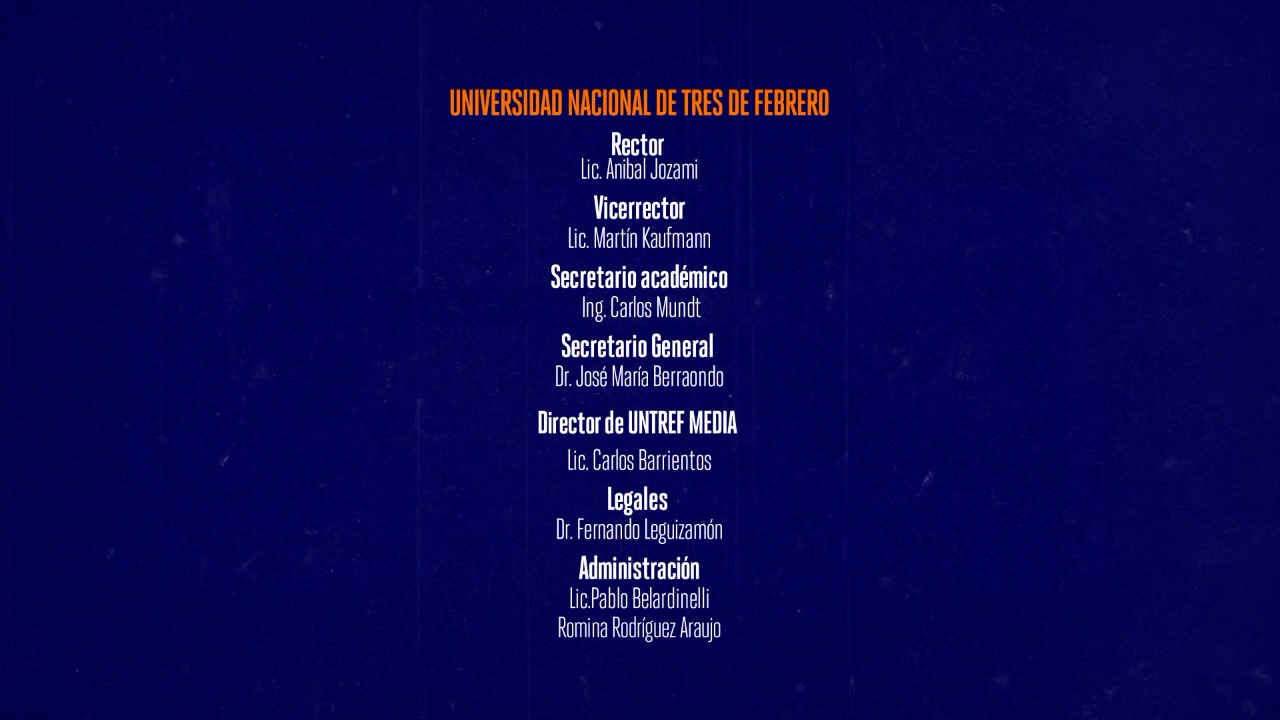 UNIVERSIDAD NACIONAL DE TRES DE FEBRERO
Rector
Lic. Anibal Jozami
Vicerrector
Lic. Martín Kaufmann
Secretario académico
Ing. Carlos Mundt
Secretario General
Dr. José María Berraondo
Director de UNTREF MEDIA
Lic. Carlos Barrientos
Legales
Dr. Fernando Leguizamón
Administración
Lic.Pablo Belardinelli
Romina Rodríguez Araujo